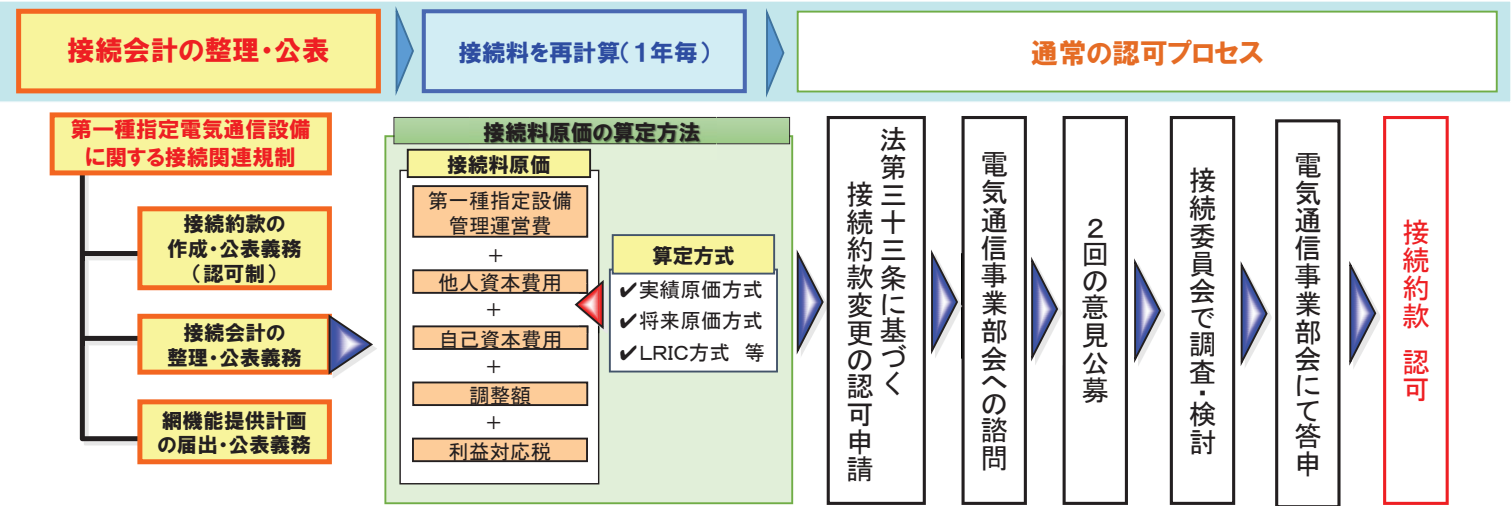 接続会計の整理・公表
接続料を再計算(1年毎)
通常の認可プロセス
第一種指定電気通信設備
に関する接続関連規制
接続約款の
作成・公表義務
(認可制)
接続会計の
整理・公表義務
網機能提供計画
の届出・公表義務
接続料原価の算定方法
接続料原価
第一種指定設備
管理運営費
+
他人資本費用
+
自己資本費用
+
調整額
+
利益対応税
算定方式
✔実績原価方式
✔将来原価方式
✔LRIC方式 等
法第三十三条に基づく
接続約款変更の認可申請
電気通信事業部会への諮問
2回の意見公募
接続委員会で調査・検討
電気通信事業部会にて答申
接続約款 認可